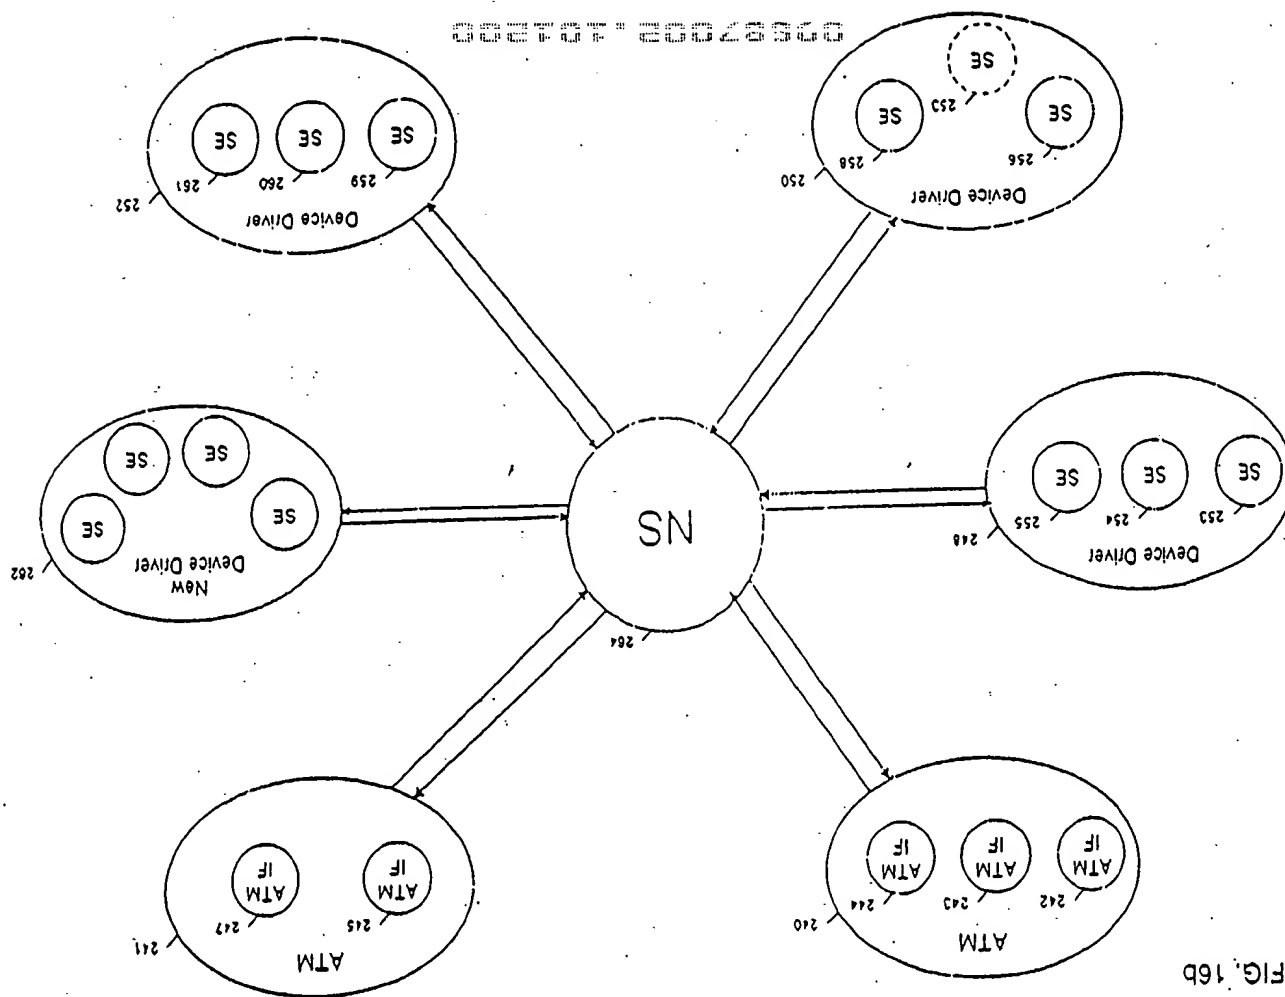 FIG. 16b
ATM
240
242
243
244
ATM
IF
ATM
IF
ATM
IF
ATM
241
245
247
ATM
IF
ATM
IF
264
NS
Device Driver
248
253
254
255
SE
SE
SE
New
Device Driver
262
SE
SE
SE
SE
Device Driver
250
256
258
253
SE
SE
SE
Device Driver
252
259
260
261
SE
SE
SE